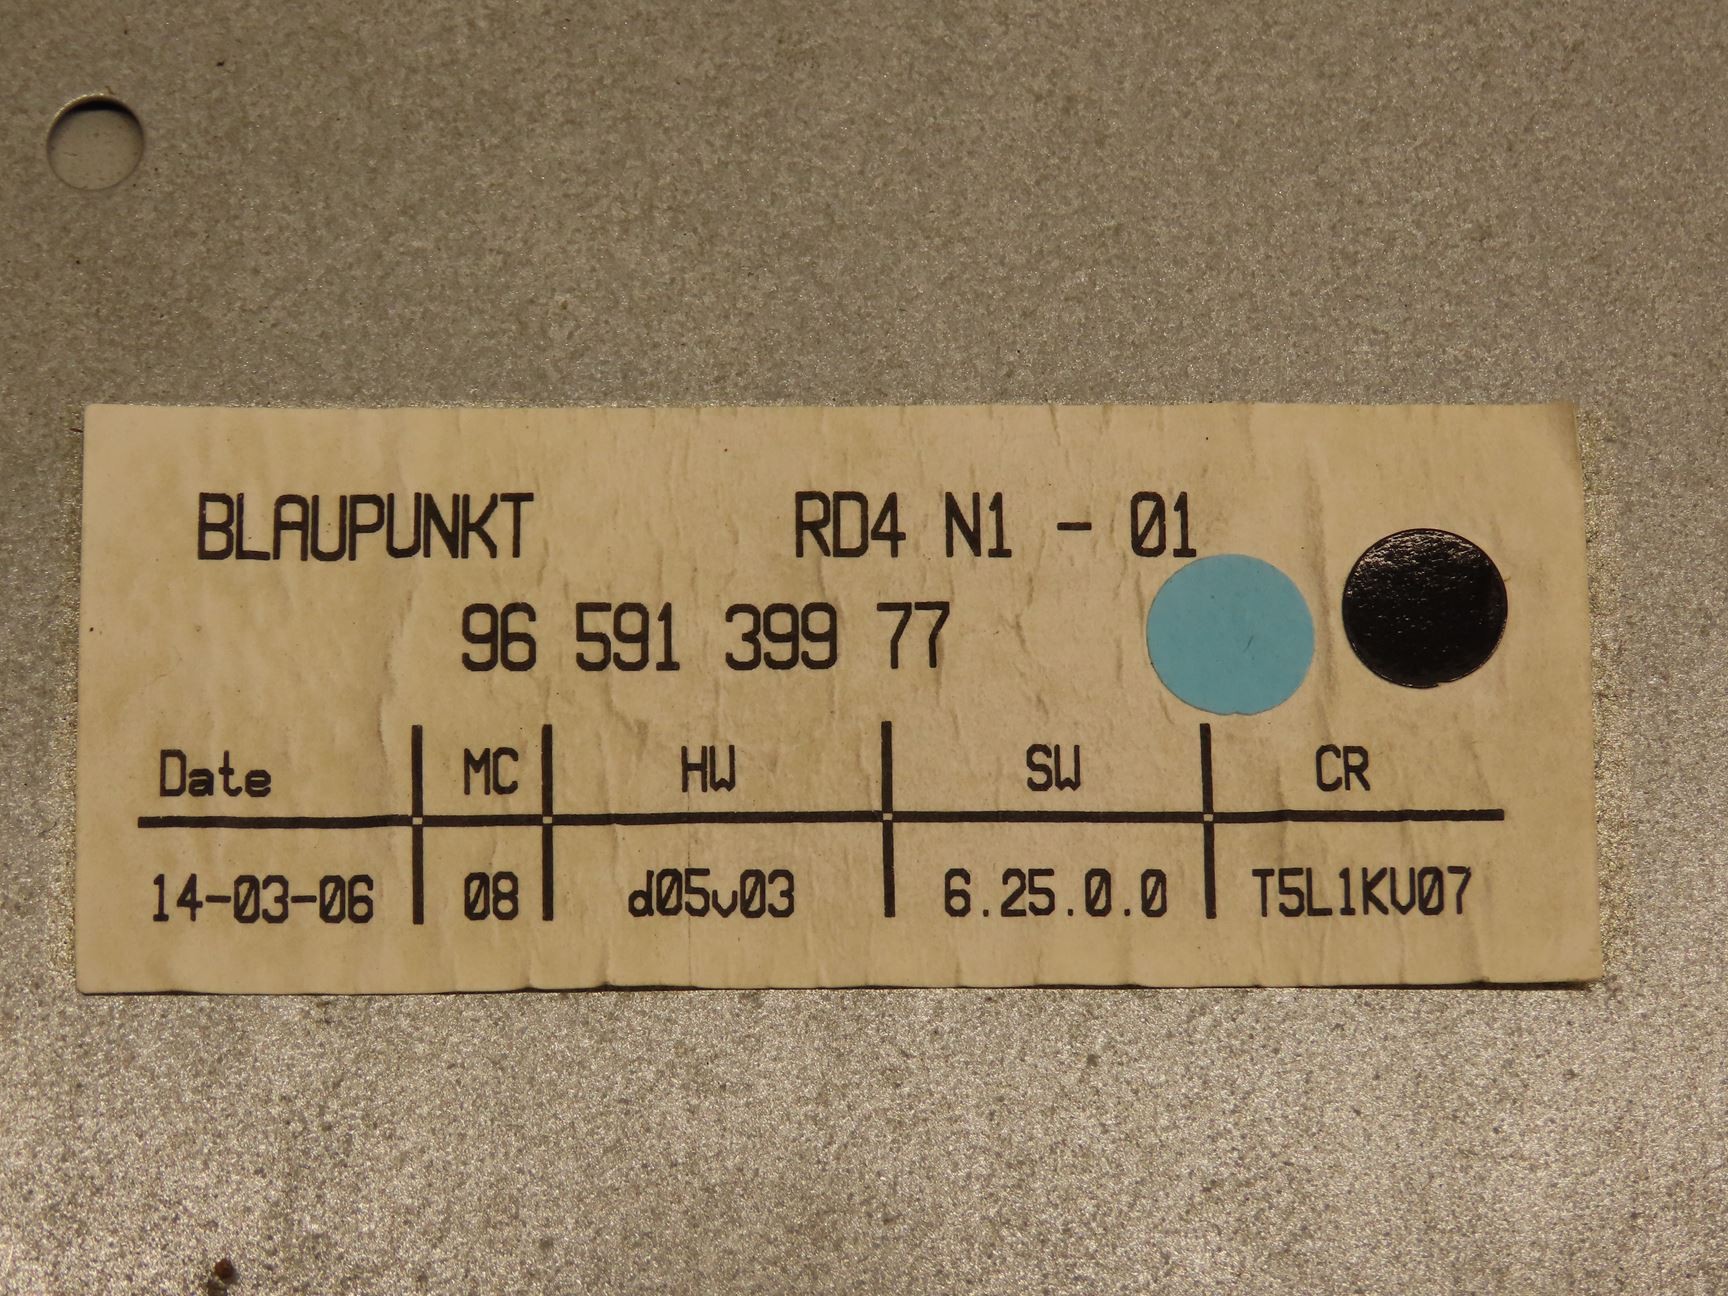 BLAUPUNKT RD4 N1 - 01
96 591 399 77
Date MC HW SW CR
14-03-06 08 d05v03 6.25.0.0 T5L1KV07